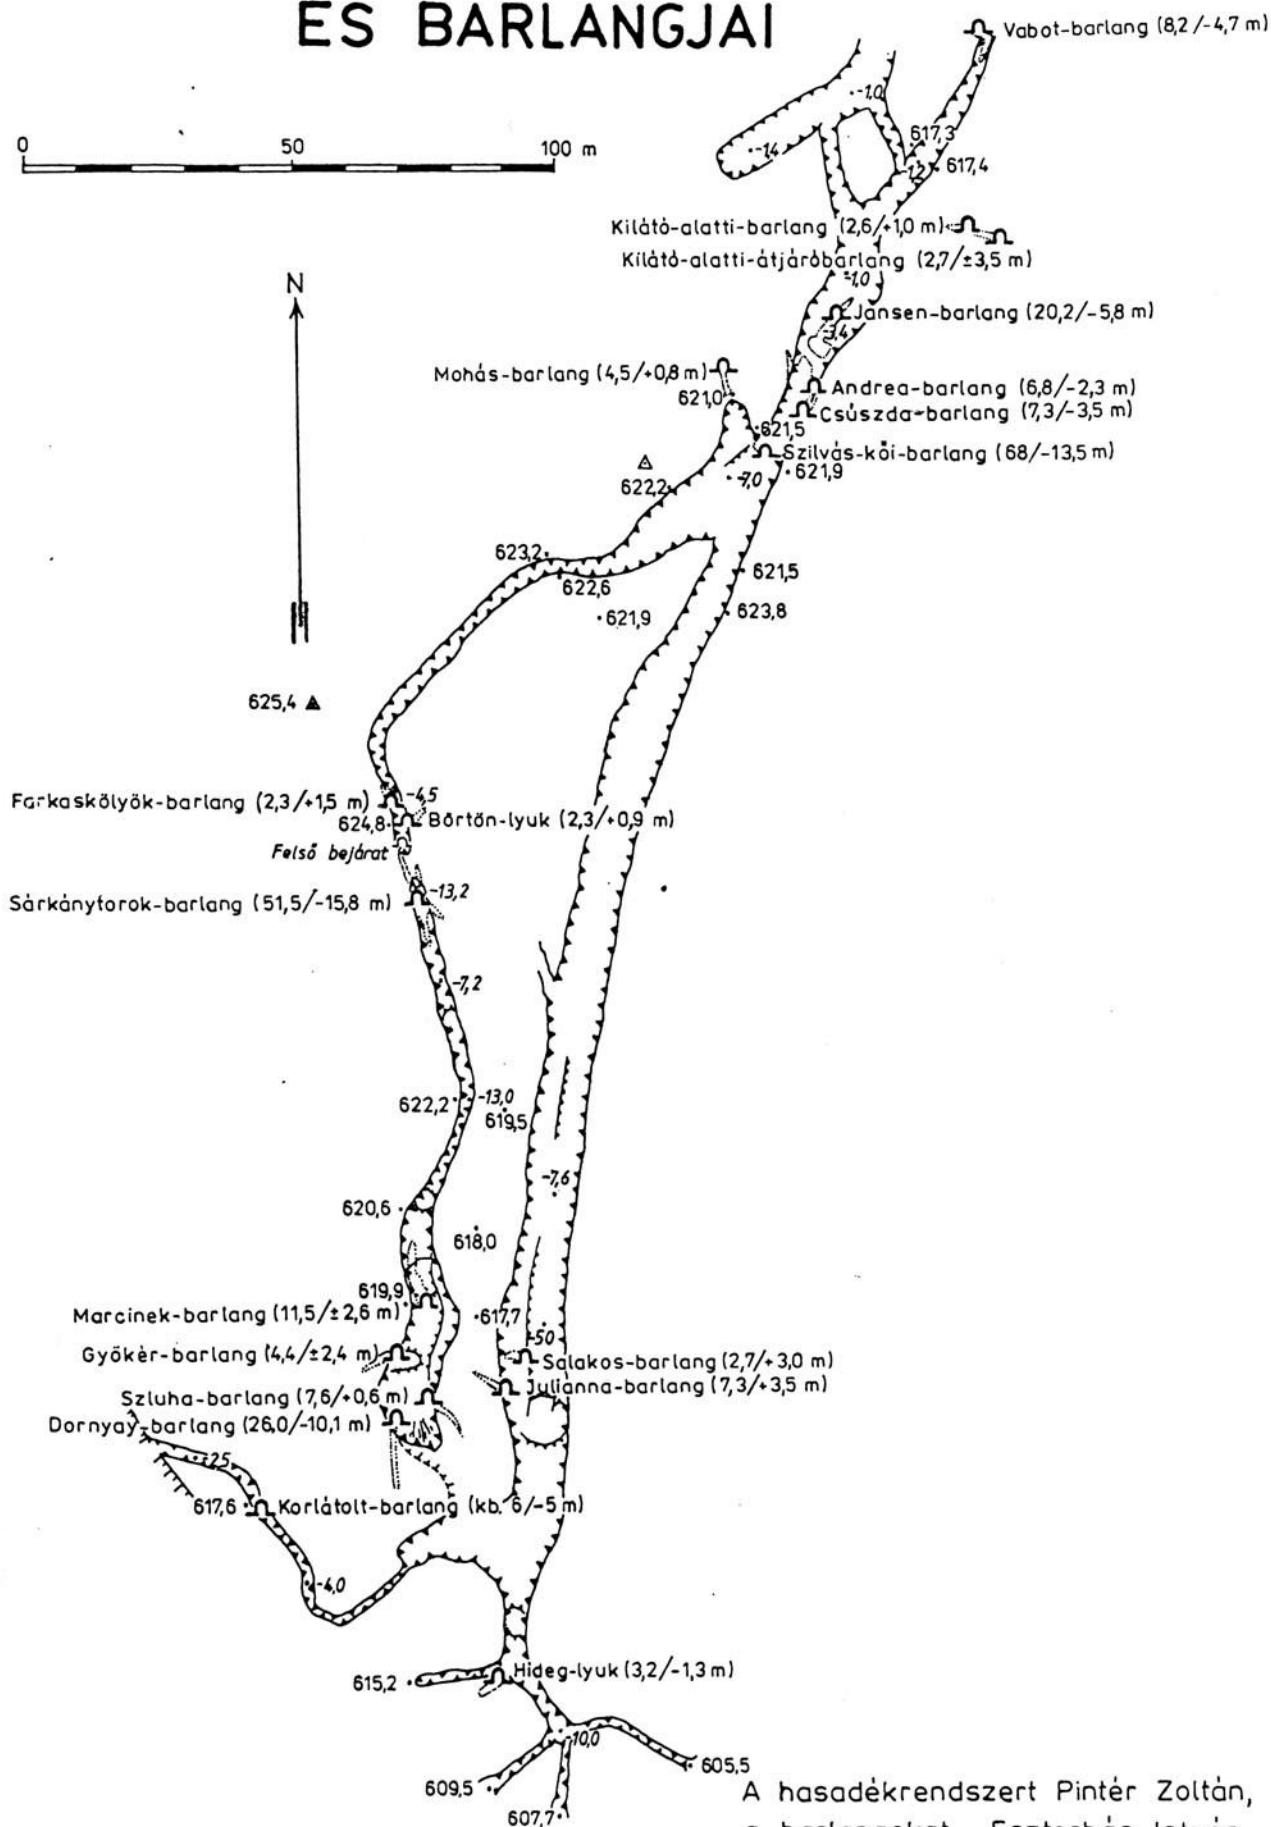 ÉS BARLANGJAI
Vabot-barlang (8,2/-4,7 m)
-1,0
0 50 100 m
-1,4
617,3
-1,2
617,4
Kilátó-alatti-barlang (2,6/+1,0 m)
Kilátó-alatti-átjáróbarlang (2,7/±3,5 m)
-1,0
N
Jansen-barlang (20,2/-5,8 m)
-3,4
Mohás-barlang (4,5/+0,8 m)
621,0
Andrea-barlang (6,8/-2,3 m)
Csúszda-barlang (7,3/-3,5 m)
621,5
Szilvás-kői-barlang (68/-13,5 m)
621,9
-7,0
622,2
623,2
622,6
621,5
621,9
623,8
625,4
Farkaskölyök-barlang (2,3/+1,5 m)
-4,5
624,8
Börtön-lyuk (2,3/+0,9 m)
Felső bejárat
-13,2
Sárkánytorok-barlang (51,5/-15,8 m)
-7,2
622,2
-13,0
619,5
-7,6
620,6
618,0
619,9
Marcinek-barlang (11,5/±2,6 m)
617,7
-5,0
Gyökér-barlang (4,4/±2,4 m)
Salakos-barlang (2,7/+3,0 m)
Szluha-barlang (7,6/+0,6 m)
Julianna-barlang (7,3/+3,5 m)
Dornyay-barlang (26,0/-10,1 m)
-2,5
617,6
Korlátolt-barlang (kb. 6/-5 m)
-4,0
615,2
Hideg-lyuk (3,2/-1,3 m)
-10,0
605,5
609,5
607,7
A hasadékrendszert Pintér Zoltán,
a barlangokat Eszterhás István